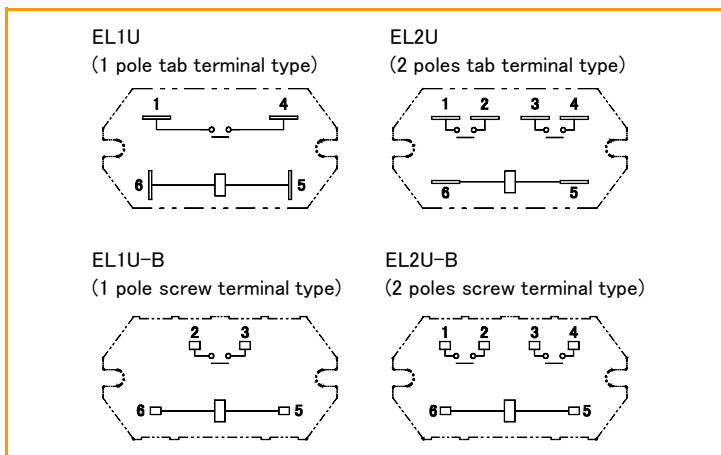 EL1U
(1 pole tab terminal type)
1 4
6 5
EL2U
(2 poles tab terminal type)
1 2 3 4
6 5
EL1U-B
(1 pole screw terminal type)
2 3
6 5
EL2U-B
(2 poles screw terminal type)
1 2 3 4
6 5